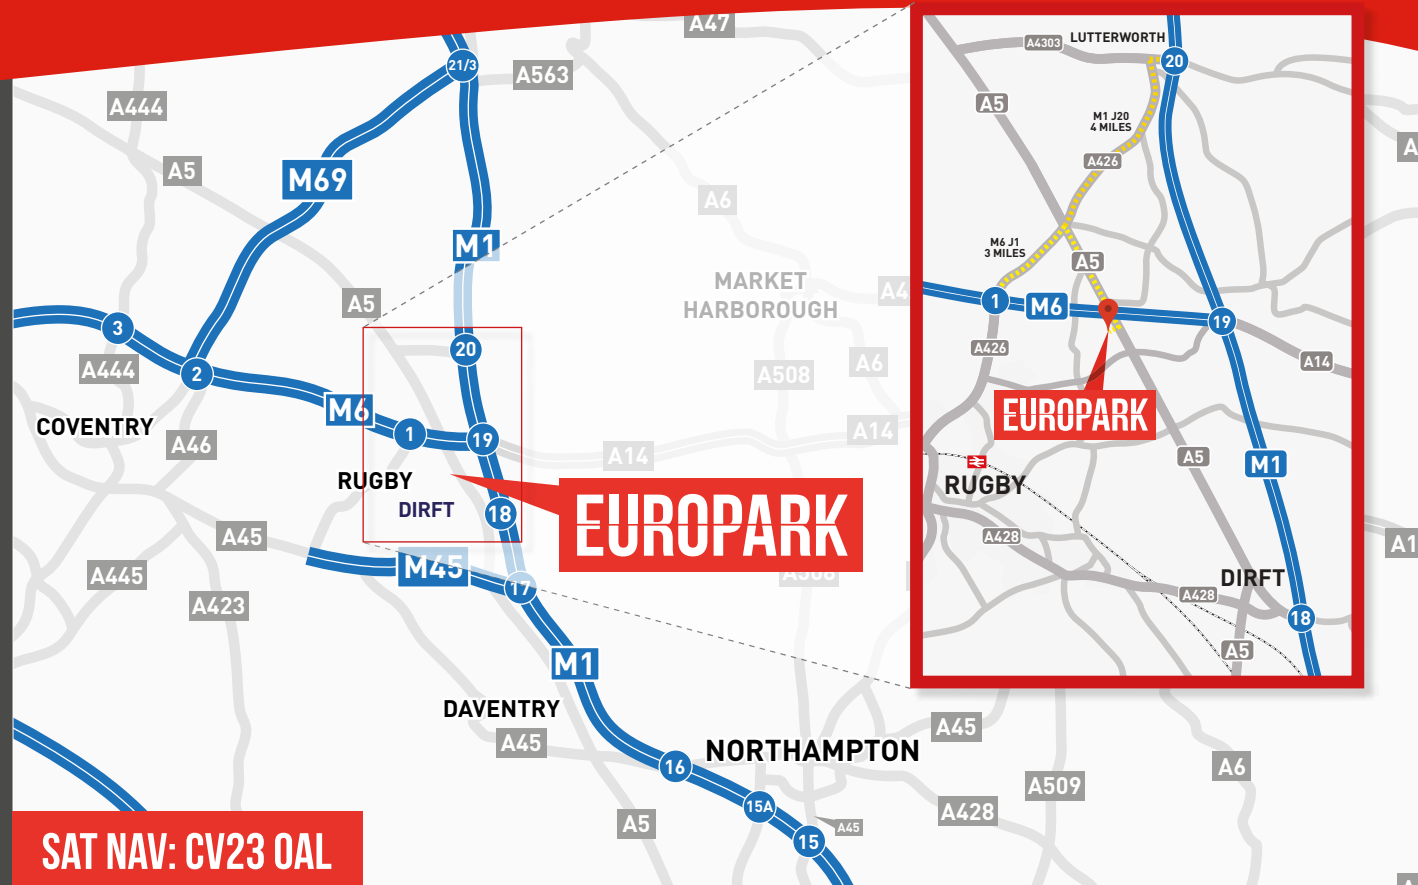 A47
21/3
A563
A444
A5
M69
A6
M1
MARKET
HARBOROUGH
A5
3
20
A444
2
A508
A6
M6
1
19
COVENTRY
A46
A14
A14
RUGBY
DIRFT
18
EUROPARK
A45
M45
A445
17
A423
M1
DAVENTRY
A45
NORTHAMPTON
A45
16
A6
A509
15A
A428
A5
A45
15
SAT NAV: CV23 0AL
A4303
LUTTERWORTH
20
A5
M1 J20
4 MILES
A426
M6 J1
3 MILES
A5
1
M6
19
A426
A14
EUROPARK
A5
M1
RUGBY
A428
DIRFT
A428
18
A5